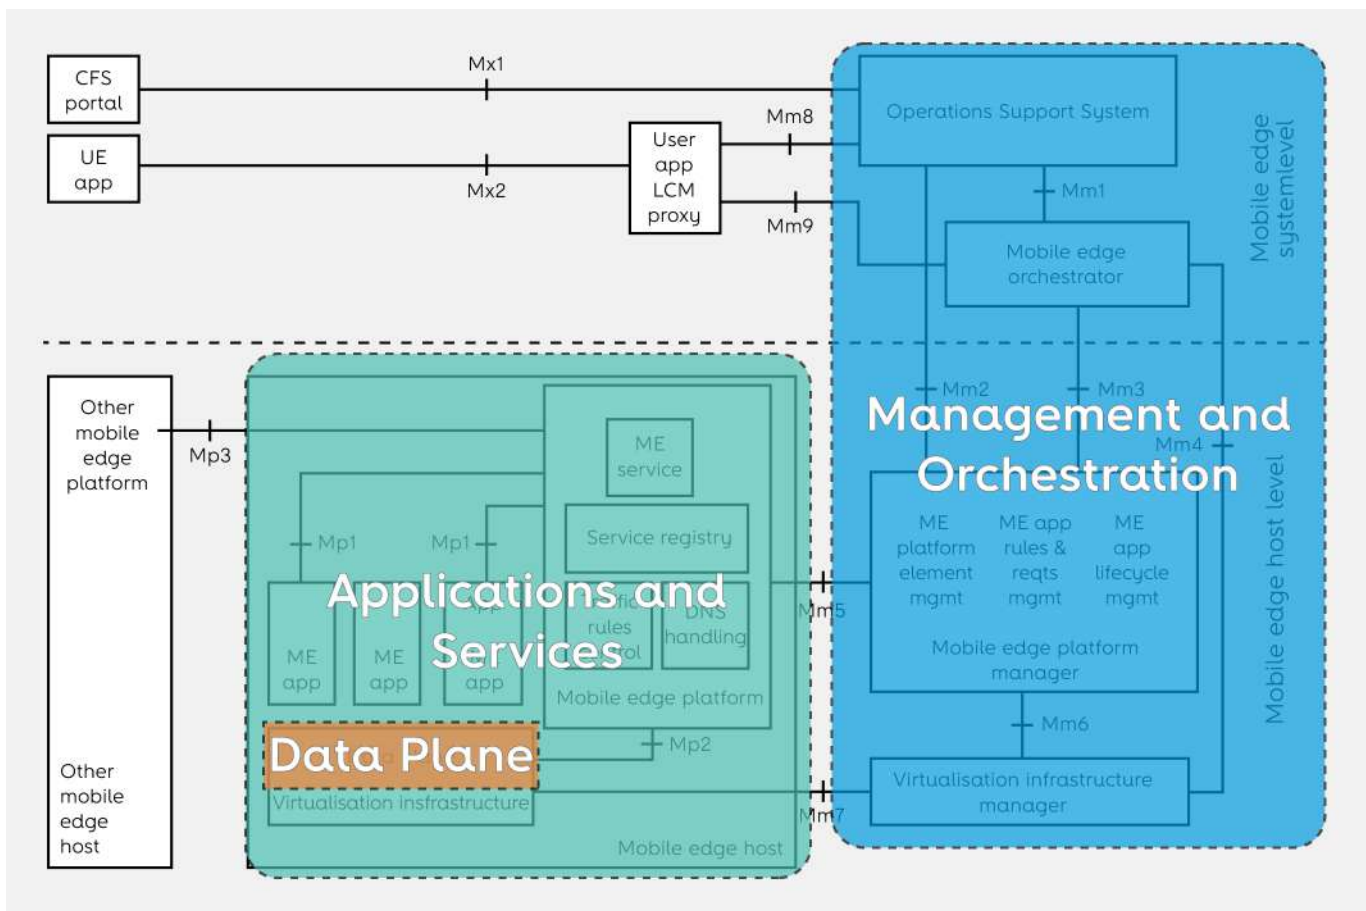 CFS
portal
Mx1
Operations Support System
Mobile edge
systemlevel
UE
app
Mx2
User
app
LCM
proxy
Mm8
Mm9
Mm1
Mobile edge
orchestrator
Other
mobile
edge
platform
Mp3
Other
mobile
edge
host
ME
service
Service registry
Mp1
Mp1
Applications and
Services
rules
DNS
handling
ME
app
ME
app
app
app
Mobile edge platform
Data Plane
Mp2
Virtualisation insfrastructure
Mobile edge host
Mm5
Mm7
Mm2
Mm3
Mm4
Management and
Orchestration
ME
platform
element
mgmt
ME app
rules &
reqts
mgmt
ME
app
lifecycle
mgmt
Mobile edge platform
manager
Mobile edge host level
Mm6
Virtualisation infrastructure
manager